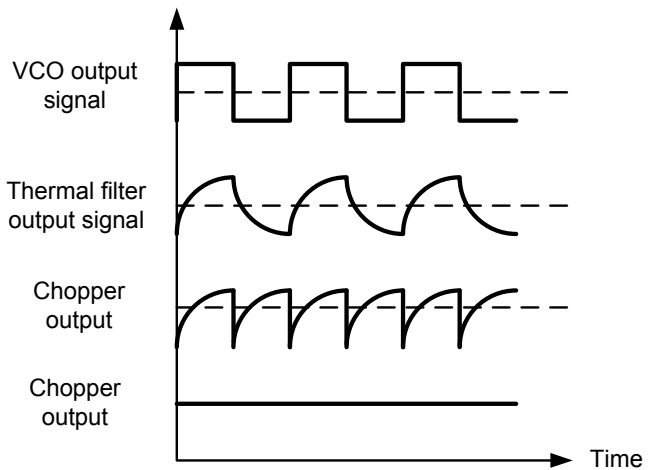 VCO output
signal
Thermal filter
output signal
Chopper
output
Chopper
output
Time